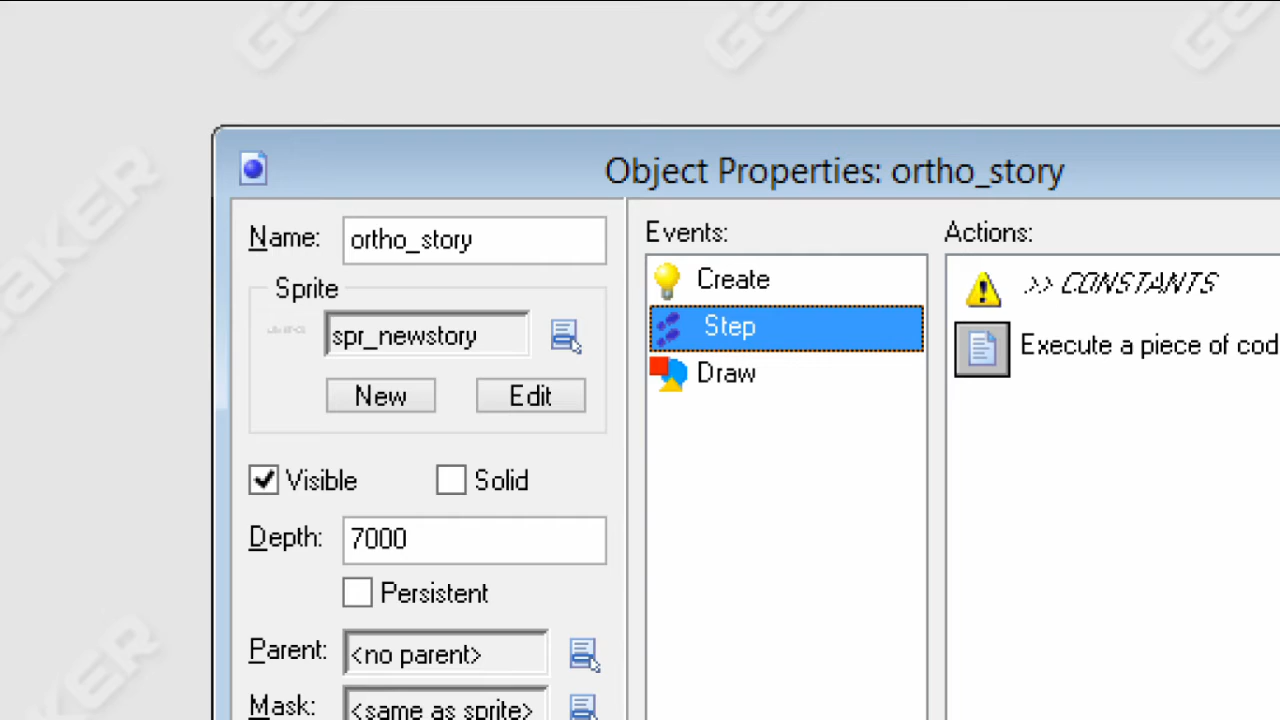 Object Properties: ortho_story
Name: ortho_story
Sprite
spr_newstory
New Edit
Visible Solid
Depth: 7000
Persistent
Parent: <no parent>
Mask: <same as sprite>
Events:
Create
Step
Draw
Actions:
>> CONSTANTS
Execute a piece of cod